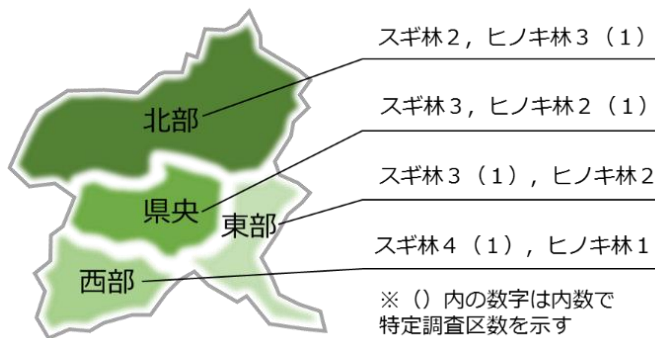 スギ林２，ヒノキ林３（１）
北部
スギ林３，ヒノキ林２（１）
県央
スギ林３（１），ヒノキ林２
東部
スギ林４（１），ヒノキ林１
西部
※（）内の数字は内数で
特定調査区数を示す